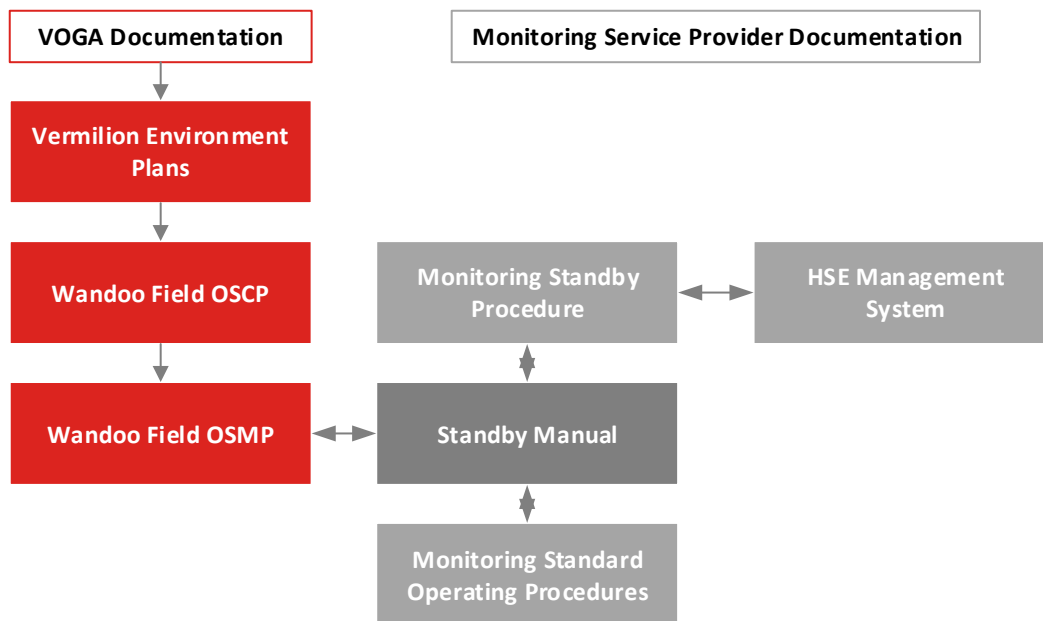 VOGA Documentation
Monitoring Service Provider Documentation
Vermilion Environment
Plans
Wandoo Field OSCP
Monitoring Standby
Procedure
HSE Management
System
Wandoo Field OSMP
Standby Manual
Monitoring Standard
Operating Procedures